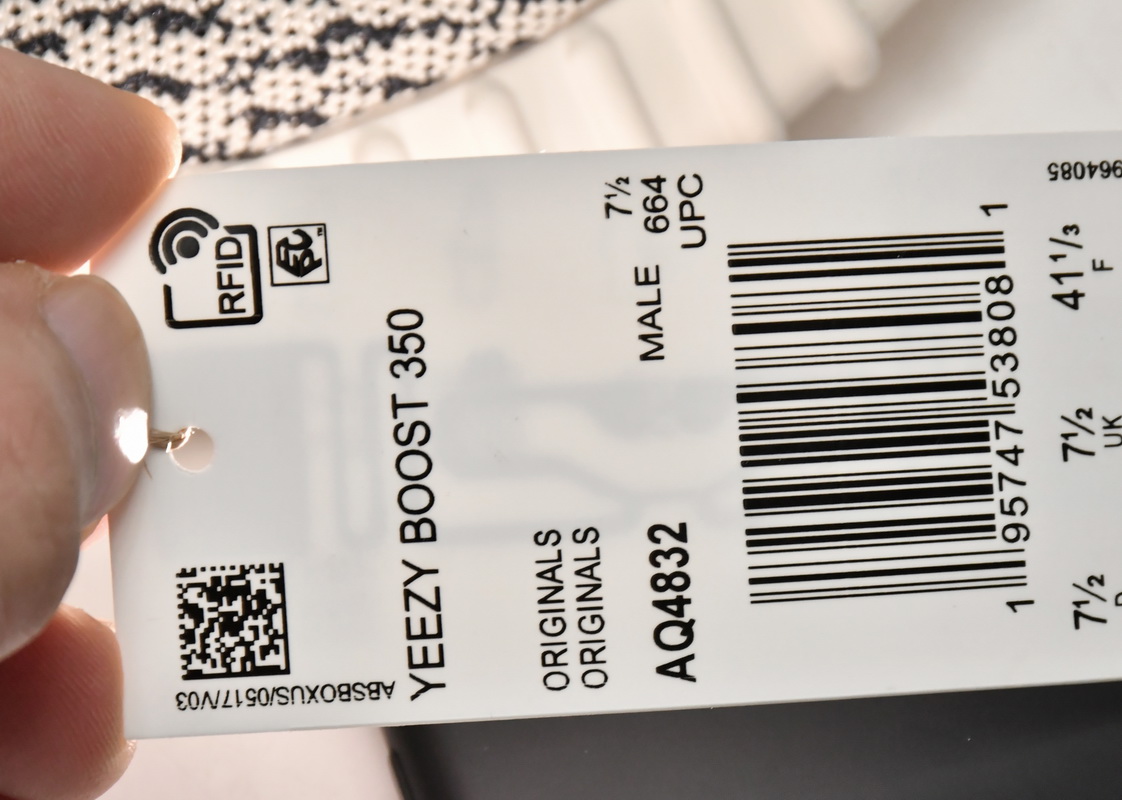 RFID
EPC
ABSBOXUS/0517/V03
YEEZY BOOST 350
ORIGINALS
ORIGINALS
7½
MALE 664
AQ4832 UPC
1 95747 53808 1
964085
7½ 7½ 41⅓
UK F